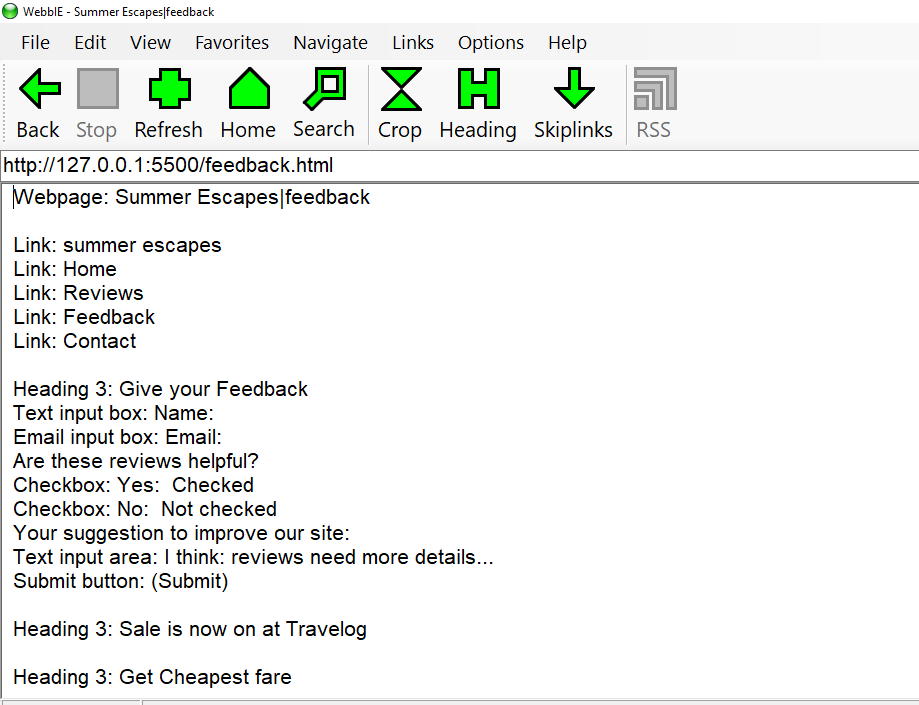 WebbIE - Summer Escapes|feedback
File Edit View Favorites Navigate Links Options Help
Back Stop Refresh Home Search Crop Heading Skiplinks RSS
http://127.0.0.1:5500/feedback.html
Webpage: Summer Escapes|feedback
Link: summer escapes
Link: Home
Link: Reviews
Link: Feedback
Link: Contact
Heading 3: Give your Feedback
Text input box: Name:
Email input box: Email:
Are these reviews helpful?
Checkbox: Yes:  Checked
Checkbox: No:  Not checked
Your suggestion to improve our site:
Text input area: I think: reviews need more details...
Submit button: (Submit)
Heading 3: Sale is now on at Travelog
Heading 3: Get Cheapest fare